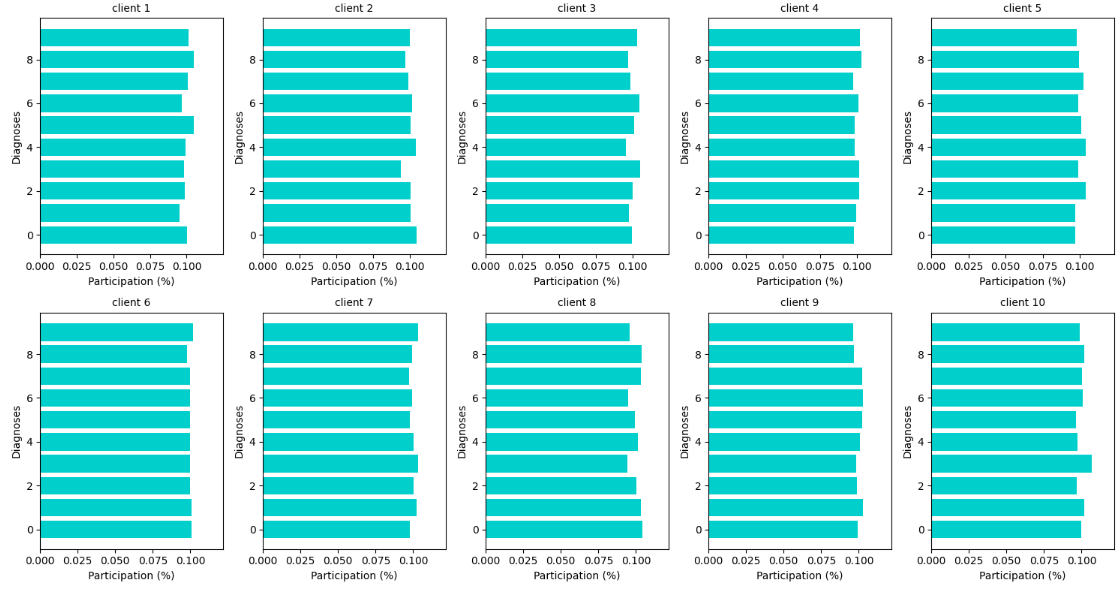 client 1
client 2
client 3
client 4
client 5
Diagnoses
8
6
4
2
0
Diagnoses
8
6
4
2
0
Diagnoses
8
6
4
2
0
Diagnoses
8
6
4
2
0
Diagnoses
8
6
4
2
0
0.000 0.025 0.050 0.075 0.100
0.000 0.025 0.050 0.075 0.100
0.000 0.025 0.050 0.075 0.100
0.000 0.025 0.050 0.075 0.100
0.000 0.025 0.050 0.075 0.100
Participation (%)
Participation (%)
Participation (%)
Participation (%)
Participation (%)
client 6
client 7
client 8
client 9
client 10
Diagnoses
8
6
4
2
0
Diagnoses
8
6
4
2
0
Diagnoses
8
6
4
2
0
Diagnoses
8
6
4
2
0
Diagnoses
8
6
4
2
0
0.000 0.025 0.050 0.075 0.100
0.000 0.025 0.050 0.075 0.100
0.000 0.025 0.050 0.075 0.100
0.000 0.025 0.050 0.075 0.100
0.000 0.025 0.050 0.075 0.100
Participation (%)
Participation (%)
Participation (%)
Participation (%)
Participation (%)